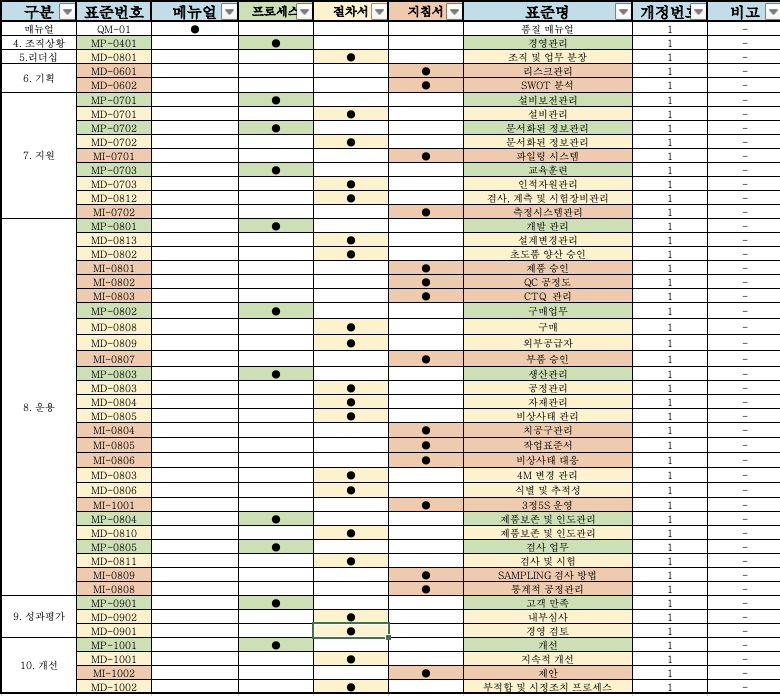 구분 표준번호 메뉴얼 프로세스 절차서 지침서 표준명 개정번호 비고
메뉴얼 QM-01 ● 품질 메뉴얼 1 -
4. 조직상황 MP-0401 ● 경영관리 1 -
5.리더십 MD-0801 ● 조직 및 업무 분장 1 -
6. 기획 MD-0601 ● 리스크관리 1 -
MD-0602 ● SWOT 분석 1 -
7. 지원 MP-0701 ● 설비보전관리 1 -
MD-0701 ● 설비관리 1 -
MP-0702 ● 문서화된 정보관리 1 -
MD-0702 ● 문서화된 정보관리 1 -
MI-0701 ● 파일링 시스템 1 -
MP-0703 ● 교육훈련 1 -
MD-0703 ● 인적자원관리 1 -
MD-0812 ● 검사, 계측 및 시험장비관리 1 -
MI-0702 ● 측정시스템관리 1 -
8. 운용 MP-0801 ● 개발 관리 1 -
MD-0813 ● 설계변경관리 1 -
MD-0802 ● 초도품 양산 승인 1 -
MI-0801 ● 제품 승인 1 -
MI-0802 ● QC 공정도 1 -
MI-0803 ● CTQ 관리 1 -
MP-0802 ● 구매업무 1 -
MD-0808 ● 구매 1 -
MD-0809 ● 외부공급자 1 -
MI-0807 ● 부품 승인 1 -
MP-0803 ● 생산관리 1 -
MD-0803 ● 공정관리 1 -
MD-0804 ● 자재관리 1 -
MD-0805 ● 비상사태 관리 1 -
MI-0804 ● 치공구관리 1 -
MI-0805 ● 작업표준서 1 -
MI-0806 ● 비상사태 대응 1 -
MD-0803 ● 4M 변경 관리 1 -
MD-0806 ● 식별 및 추적성 1 -
MI-1001 ● 3정5S 운영 1 -
MP-0804 ● 제품보존 및 인도관리 1 -
MD-0810 ● 제품보존 및 인도관리 1 -
MP-0805 ● 검사 업무 1 -
MD-0811 ● 검사 및 시험 1 -
MI-0809 ● SAMPLING 검사 방법 1 -
MI-0808 ● 통계적 공정관리 1 -
9. 성과평가 MP-0901 ● 고객 만족 1 -
MD-0902 ● 내부심사 1 -
MD-0901 ● 경영 검토 1 -
10. 개선 MP-1001 ● 개선 1 -
MD-1001 ● 지속적 개선 1 -
MI-1002 ● 제안 1 -
MD-1002 ● 부적합 및 시정조치 프로세스 1 -